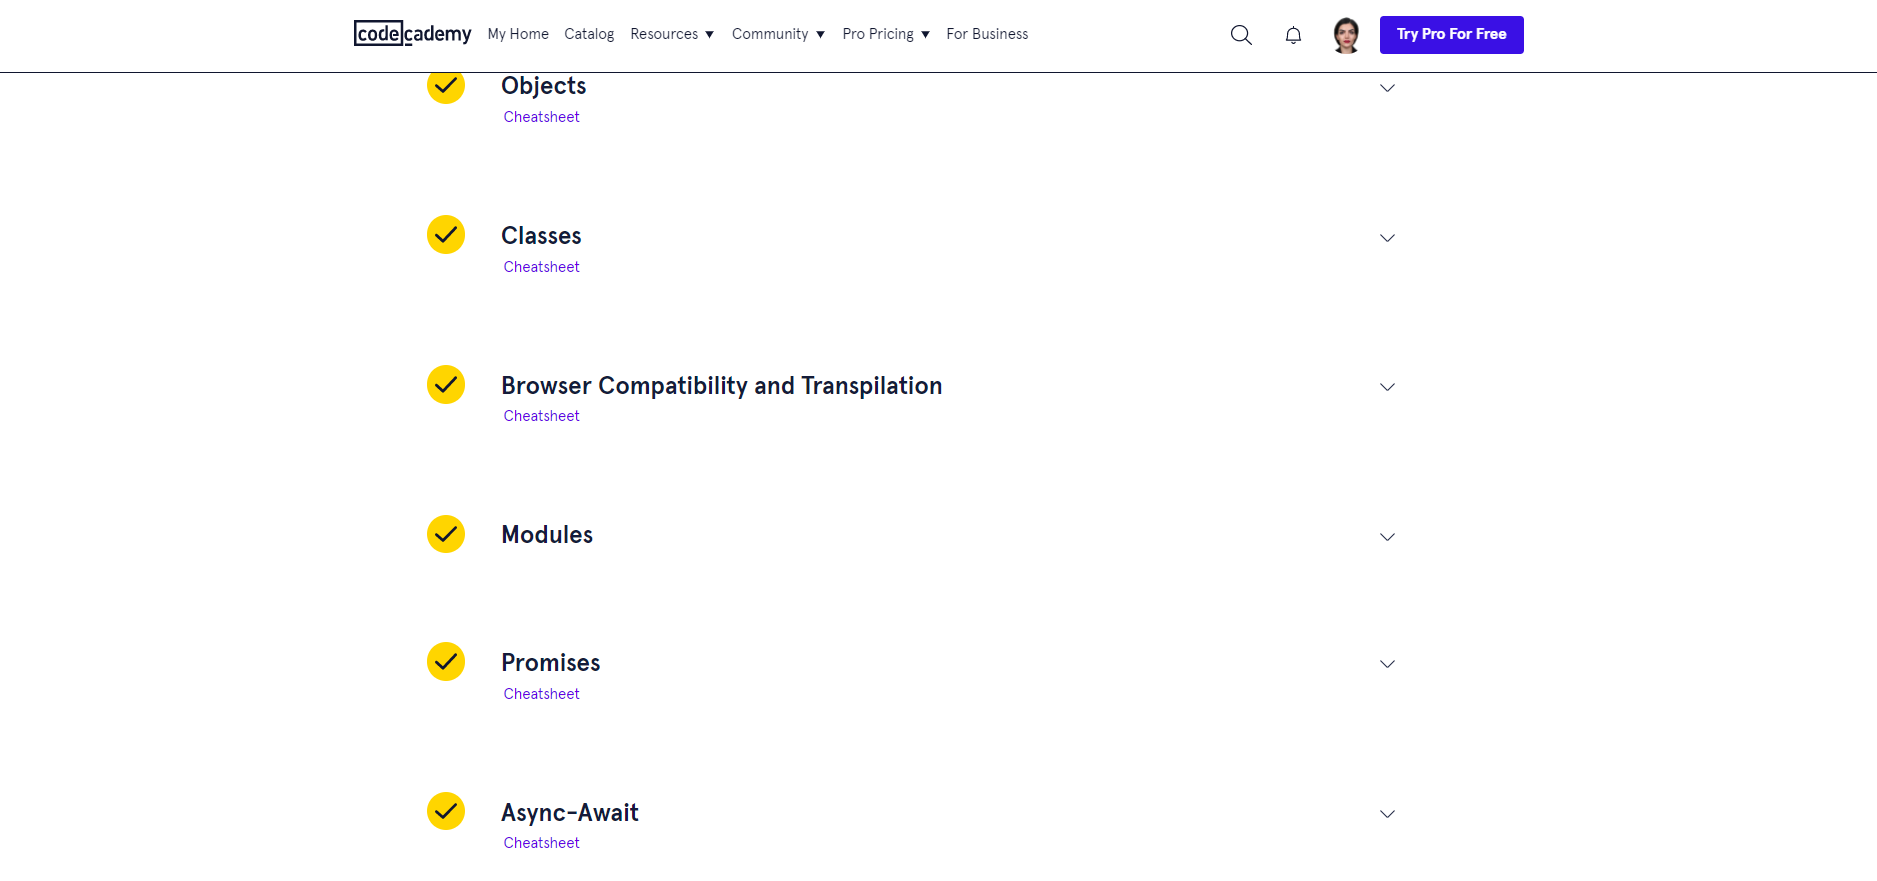 codecademy My Home Catalog Resources ▼ Community ▼ Pro Pricing ▼ For Business Try Pro For Free
Objects
Cheatsheet
Classes
Cheatsheet
Browser Compatibility and Transpilation
Cheatsheet
Modules
Promises
Cheatsheet
Async-Await
Cheatsheet